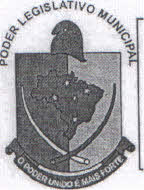 PODER LEGISLATIVO MUNICIPAL
O PODER UNIDO É MAIS FORTE